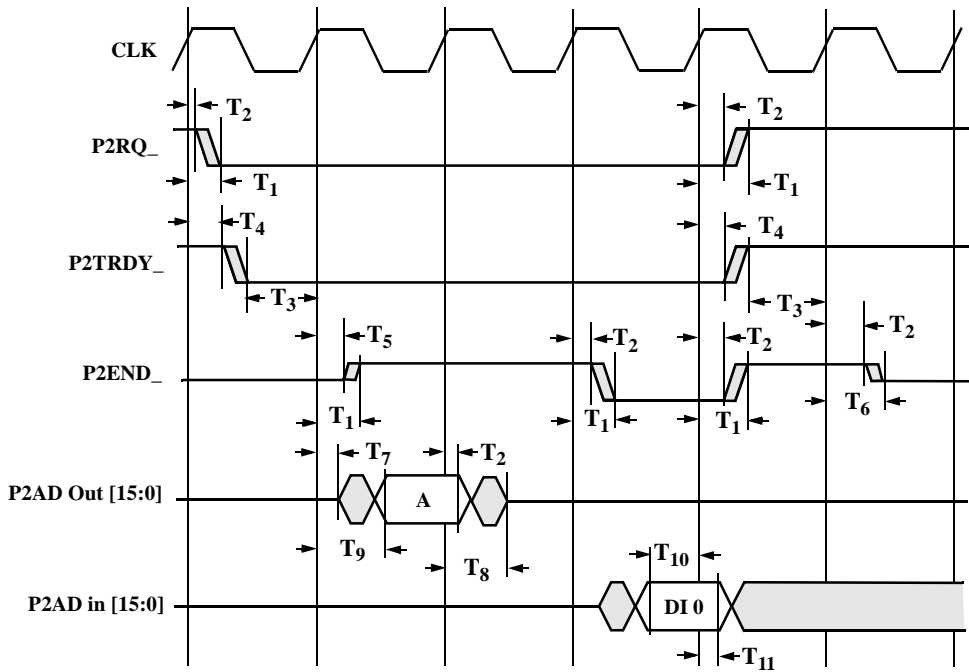 CLK
T2 T2
P2RQ_
T1 T1
T4 T4
P2TRDY_
T3 T3
T5 T2 T2 T2
P2END_
T1 T1 T1 T6
T7 T2
P2AD Out [15:0] A
T9 T8
T10
P2AD in [15:0] DI 0
T11